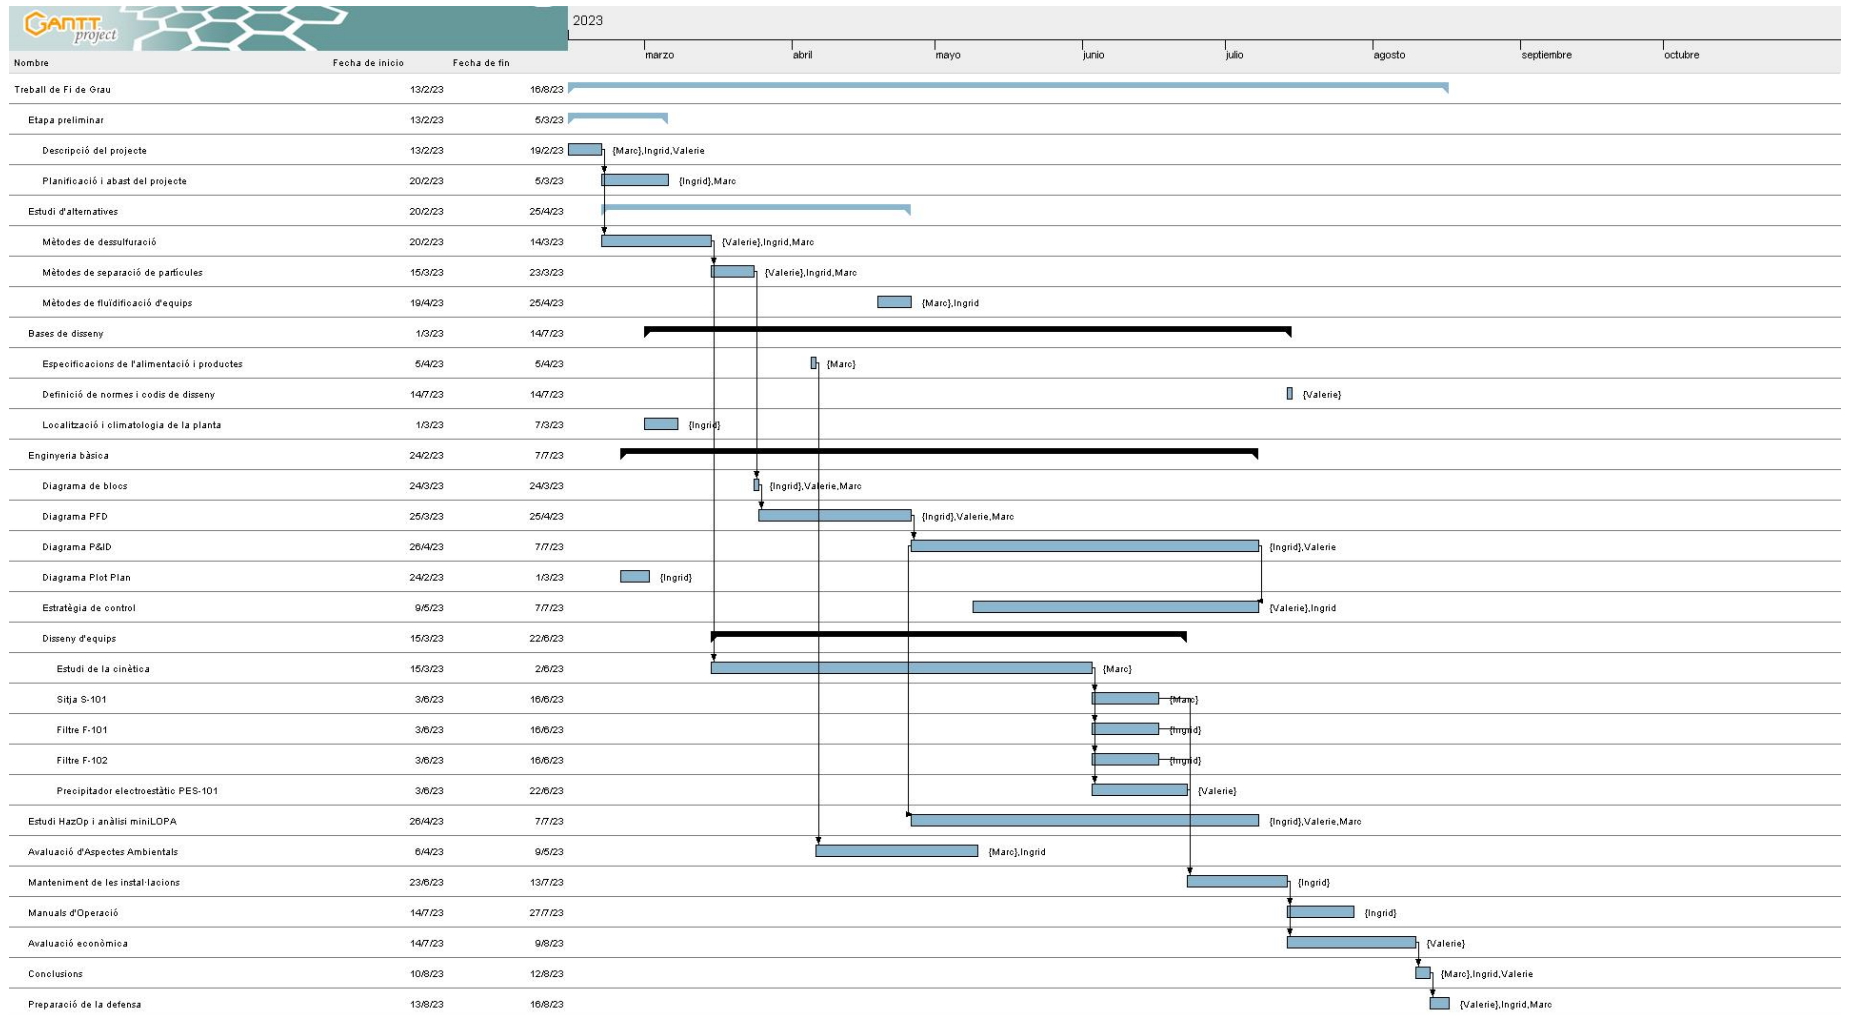 GANTT project
2023
marzo abril mayo junio julio agosto septiembre octubre
Nombre Fecha de inicio Fecha de fin
Treball de Fi de Grau 13/2/23 16/8/23
Etapa preliminar 13/2/23 5/3/23
Descripció del projecte 13/2/23 19/2/23 {Marc},Ingrid,Valerie
Planificació i abast del projecte 20/2/23 5/3/23 {Ingrid},Marc
Estudi d'alternatives 20/2/23 25/4/23
Mètodes de dessulfuració 20/2/23 14/3/23 {Valerie},Ingrid,Marc
Mètodes de separació de partícules 15/3/23 23/3/23 {Valerie},Ingrid,Marc
Mètodes de fluïdificació d'equips 19/4/23 25/4/23 {Marc},Ingrid
Bases de disseny 1/3/23 14/7/23
Especificacions de l'alimentació i productes 5/4/23 5/4/23 {Marc}
Definició de normes i codis de disseny 14/7/23 14/7/23 {Valerie}
Localització i climatologia de la planta 1/3/23 7/3/23 {Ingrid}
Enginyeria bàsica 24/2/23 7/7/23
Diagrama de blocs 24/3/23 24/3/23 {Ingrid},Valerie,Marc
Diagrama PFD 25/3/23 25/4/23 {Ingrid},Valerie,Marc
Diagrama P&ID 26/4/23 7/7/23 {Ingrid},Valerie
Diagrama Plot Plan 24/2/23 1/3/23 {Ingrid}
Estratègia de control 9/5/23 7/7/23 {Valerie},Ingrid
Disseny d'equips 15/3/23 22/6/23
Estudi de la cinètica 15/3/23 2/6/23 {Marc}
Sitja S-101 3/6/23 16/6/23 {Marc}
Filtre F-101 3/6/23 16/6/23 {Ingrid}
Filtre F-102 3/6/23 16/6/23 {Ingrid}
Precipitador electroestàtic PES-101 3/6/23 22/6/23 {Valerie}
Estudi HazOp i anàlisi miniLOPA 26/4/23 7/7/23 {Ingrid},Valerie,Marc
Avaluació d'Aspectes Ambientals 6/4/23 9/5/23 {Marc},Ingrid
Manteniment de les instal·lacions 23/6/23 13/7/23 {Ingrid}
Manuals d'Operació 14/7/23 27/7/23 {Ingrid}
Avaluació econòmica 14/7/23 9/8/23 {Valerie}
Conclusions 10/8/23 12/8/23 {Marc},Ingrid,Valerie
Preparació de la defensa 13/8/23 16/8/23 {Valerie},Ingrid,Marc